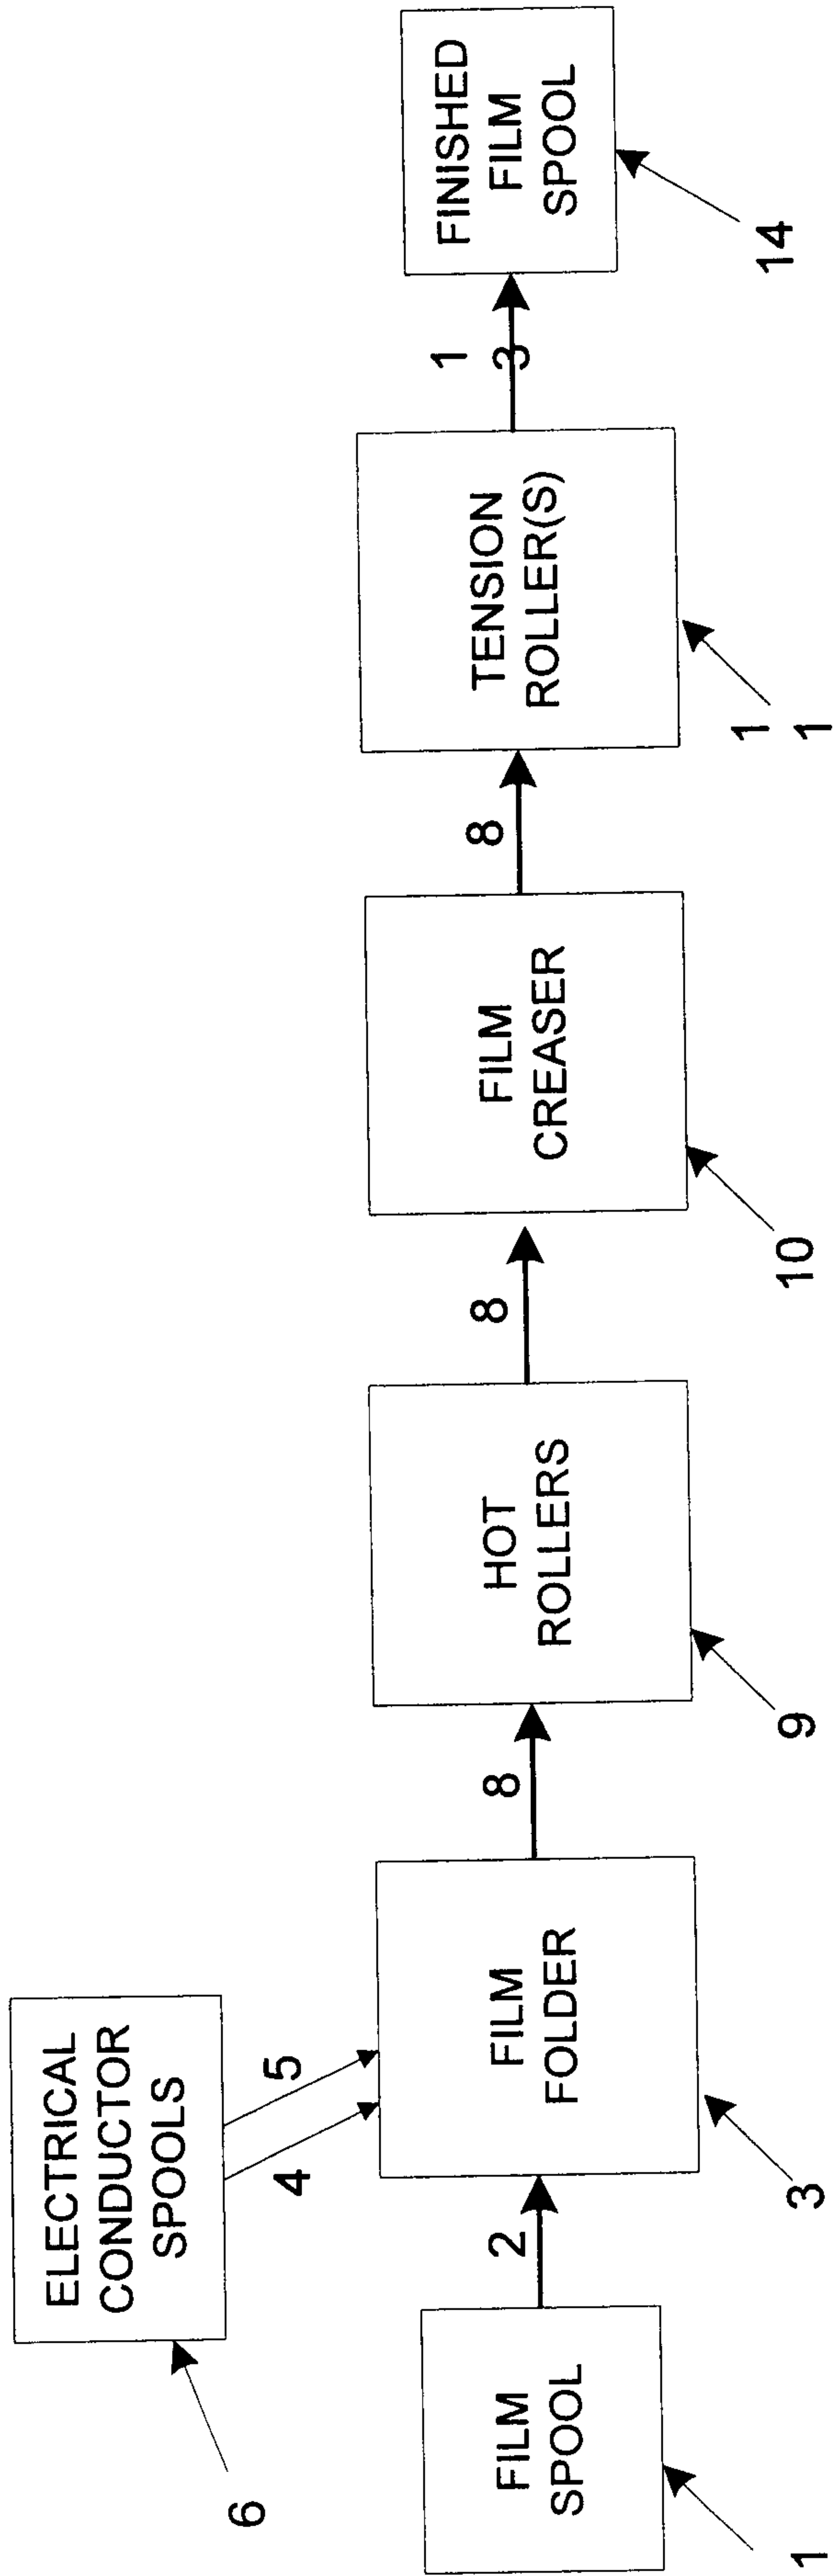 ELECTRICAL
CONDUCTOR
SPOOLS
6
4
5
FILM
SPOOL
1
2
FILM
FOLDER
3
8
HOT
ROLLERS
9
8
FILM
CREASER
10
8
TENSION
ROLLER(S)
1
1
1
3
FINISHED
FILM
SPOOL
14